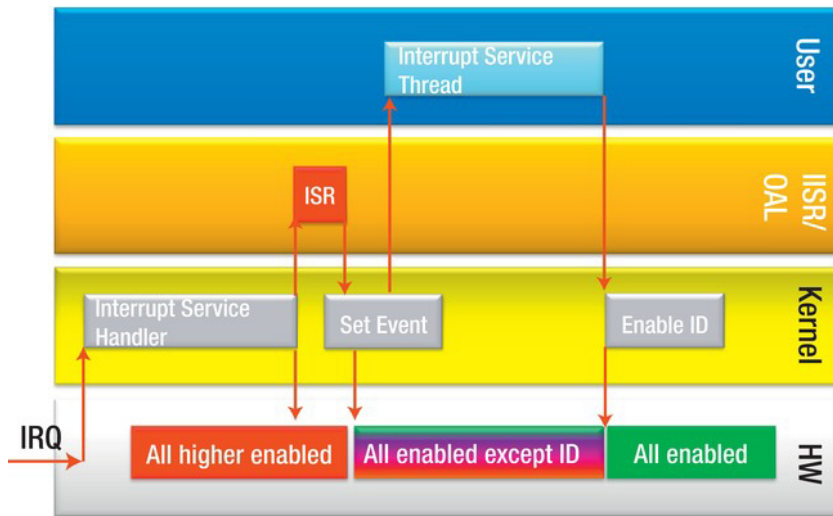 Interrupt Service
Thread
User
ISR
IISR/
OAL
Interrupt Service
Handler
Set Event
Enable ID
Kernel
IRQ
All higher enabled
All enabled except ID
All enabled
HW